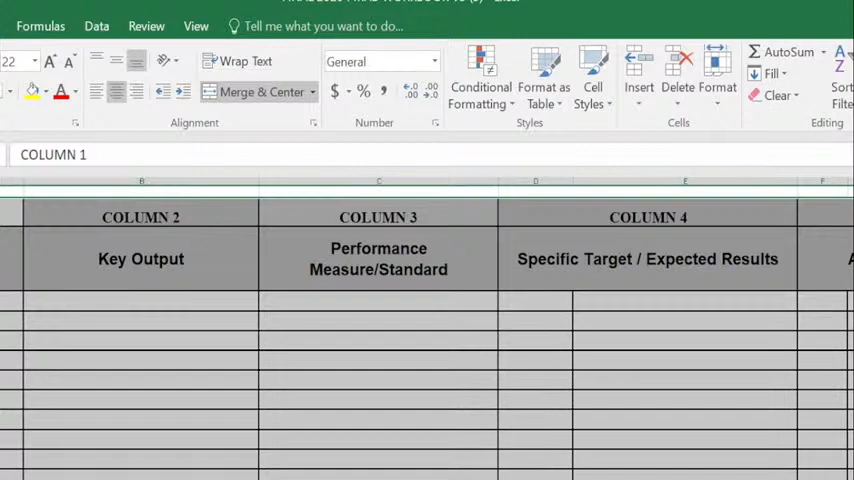 Formulas Data Review View Tell me what you want to do...
22 A A Wrap Text General Σ AutoSum A
Z
Merge & Center $ % , Conditional Format as Cell Insert Delete Format Fill Sort
Formatting Table Styles Clear Filte
Alignment Number Styles Cells Editing
COLUMN 1
B C D E F
COLUMN 2 COLUMN 3 COLUMN 4
Key Output Performance Measure/Standard Specific Target / Expected Results